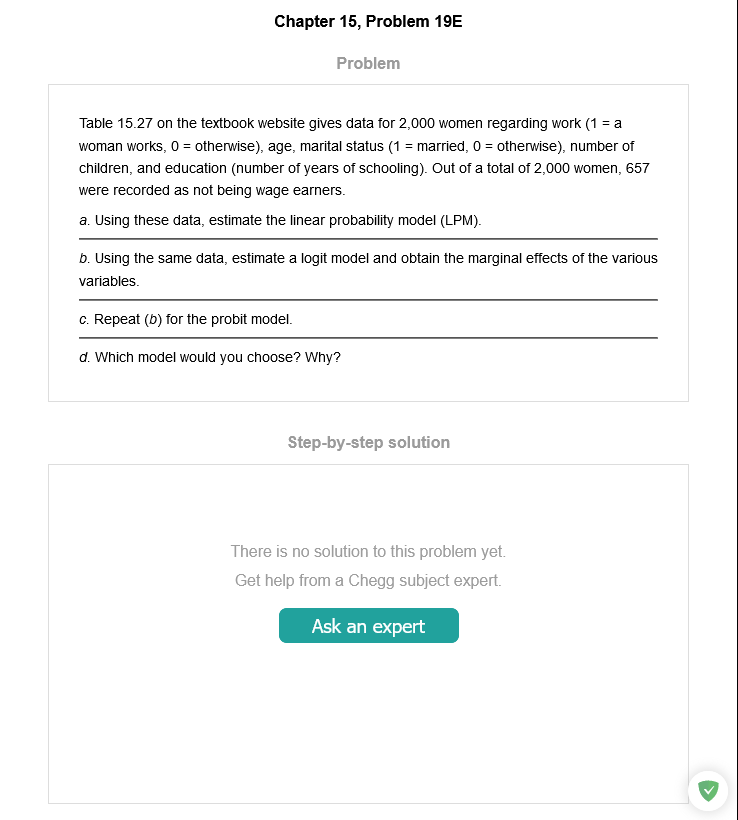 Chapter 15, Problem 19E
Problem
Table 15.27 on the textbook website gives data for 2,000 women regarding work (1 = a
woman works, 0 = otherwise), age, marital status (1 = married, 0 = otherwise), number of
children, and education (number of years of schooling). Out of a total of 2,000 women, 657
were recorded as not being wage earners.
a. Using these data, estimate the linear probability model (LPM).
b. Using the same data, estimate a logit model and obtain the marginal effects of the various
variables.
c. Repeat (b) for the probit model.
d. Which model would you choose? Why?
Step-by-step solution
There is no solution to this problem yet.
Get help from a Chegg subject expert.
Ask an expert